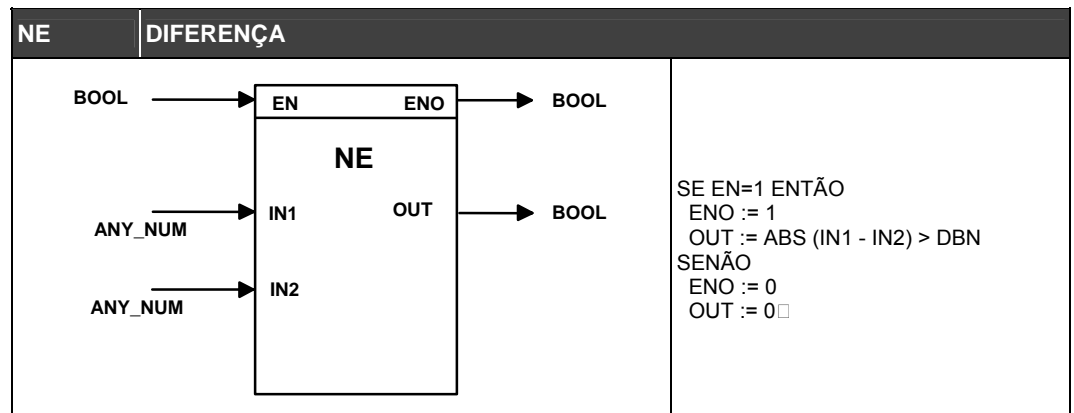 NE DIFERENÇA
BOOL EN ENO BOOL
NE
IN1 OUT BOOL
ANY_NUM
IN2
ANY_NUM
SE EN=1 ENTÃO
ENO := 1
OUT := ABS (IN1 - IN2) > DBN
SENÃO
ENO := 0
OUT := 0